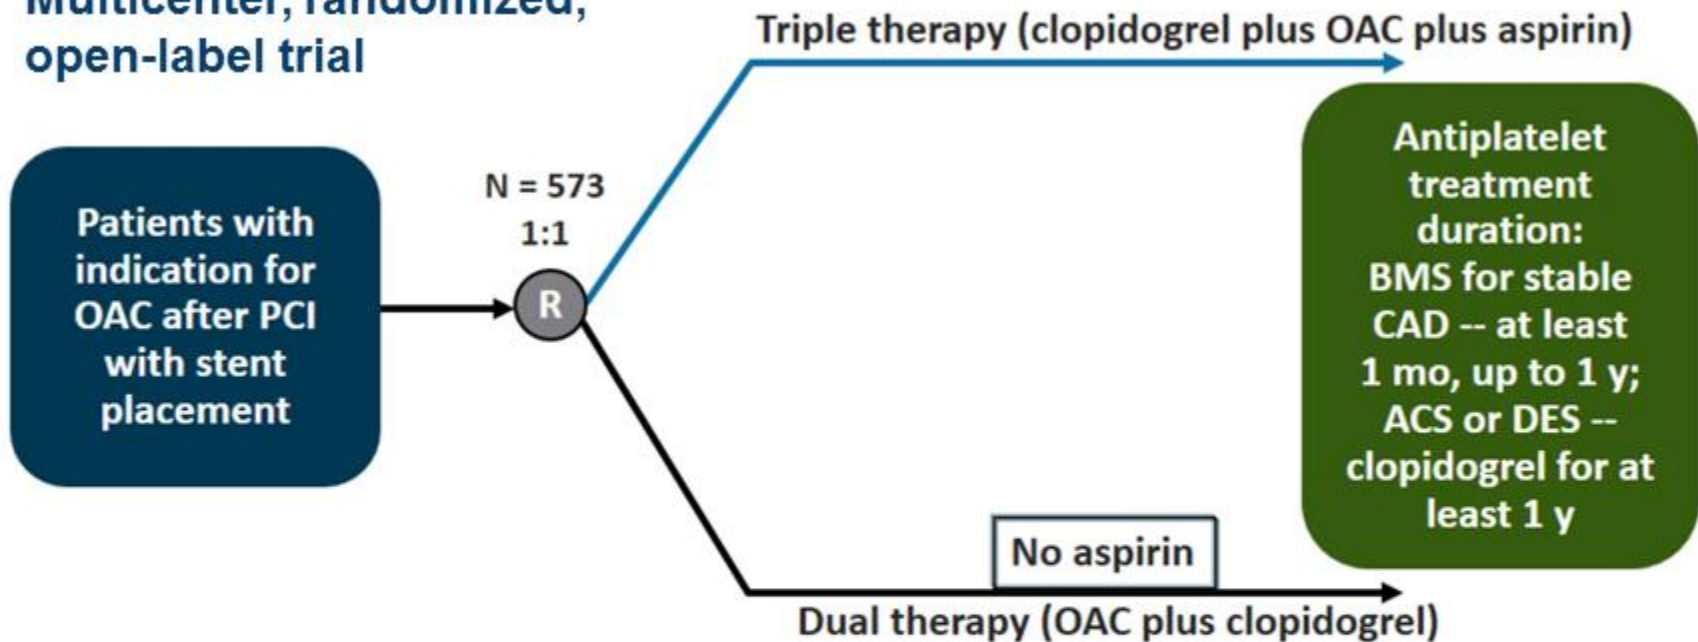 Multicenter, randomized,
open-label trial
Triple therapy (clopidogrel plus OAC plus aspirin)
Patients with
indication for
OAC after PCI
with stent
placement
N = 573
1:1
R
Antiplatelet
treatment
duration:
BMS for stable
CAD -- at least
1 mo, up to 1 y;
ACS or DES --
clopidogrel for at
least 1 y
No aspirin
Dual therapy (OAC plus clopidogrel)